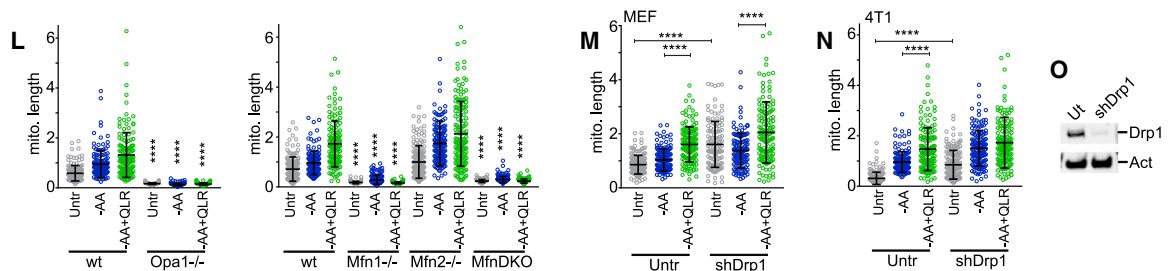 L
mito. length
6
4
2
1
0
****
****
****
Untr
-AA
-AA+QLR
Untr
-AA
-AA+QLR
wt
Opa1-/-
mito. length
6
4
2
1
0
****
****
****
****
****
****
Untr
-AA
-AA+QLR
Untr
-AA
-AA+QLR
Untr
-AA
-AA+QLR
Untr
-AA
-AA+QLR
wt
Mfn1-/-
Mfn2-/-
MfnDKO
M
MEF
mito. length
6
4
2
0
****
****
****
Untr
-AA
-AA+QLR
Untr
-AA
-AA+QLR
Untr
shDrp1
N
4T1
mito. length
6
4
2
0
****
****
Untr
-AA
-AA+QLR
Untr
-AA
-AA+QLR
Untr
shDrp1
O
Ut
shDrp1
Drp1
Act